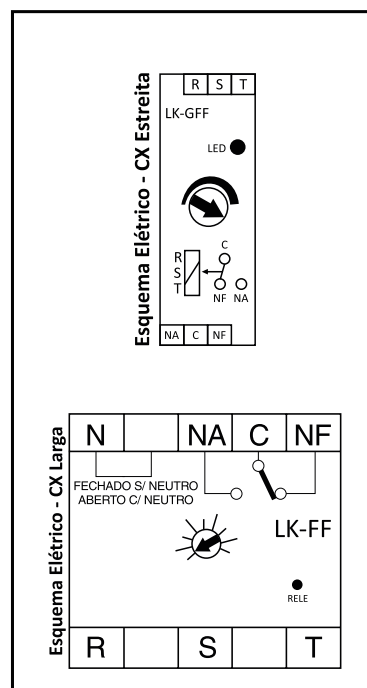 Esquema Elétrico - CX Estreita
R S T
LK-GFF
LED
C
R
S
T
NF NA
NA C NF
Esquema Elétrico - CX Larga
N NA C NF
FECHADO S/ NEUTRO
ABERTO C/ NEUTRO
LK-FF
RELE
R S T